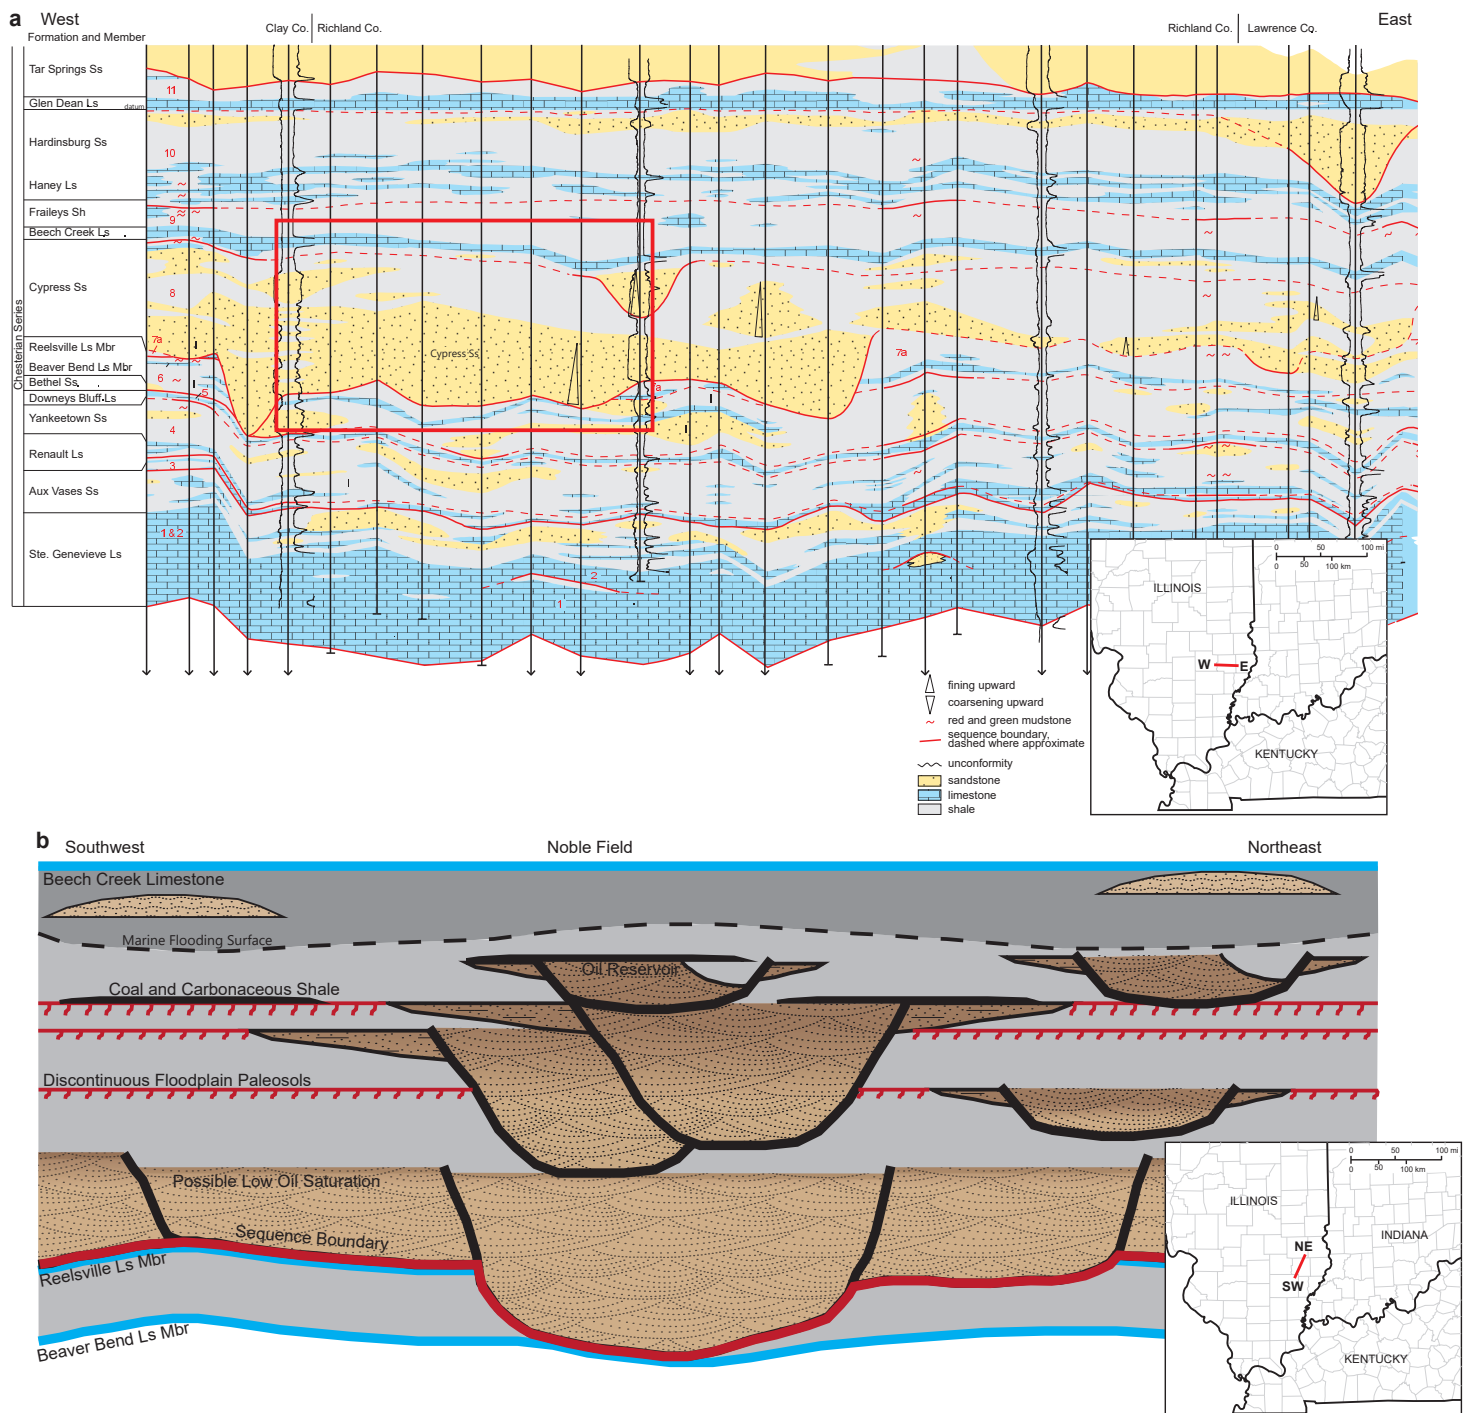 a
West
East
Formation and Member
Clay Co.
Richland Co.
Richland Co.
Lawrence Co.
Chesterian Series
Tar Springs Ss
Glen Dean Ls
datum
Hardinsburg Ss
Haney Ls
Fraileys Sh
Beech Creek Ls
Cypress Ss
Reelsville Ls Mbr
Beaver Bend Ls Mbr
Bethel Ss
Downeys Bluff Ls
Yankeetown Ss
Renault Ls
Aux Vases Ss
Ste. Genevieve Ls
11
10
9
8
7a
6
5
4
3
1 & 2
Cypress Ss
7a
7a
2
1
fining upward
coarsening upward
red and green mudstone
sequence boundary,
dashed where approximate
unconformity
sandstone
limestone
shale
0 50 100 mi
0 50 100 km
ILLINOIS
W
E
KENTUCKY
b
Southwest
Noble Field
Northeast
Beech Creek Limestone
Marine Flooding Surface
Oil Reservoir
Coal and Carbonaceous Shale
Discontinuous Floodplain Paleosols
Possible Low Oil Saturation
Sequence Boundary
Reelsville Ls Mbr
Beaver Bend Ls Mbr
0 50 100 mi
0 50 100 km
ILLINOIS
INDIANA
NE
SW
KENTUCKY